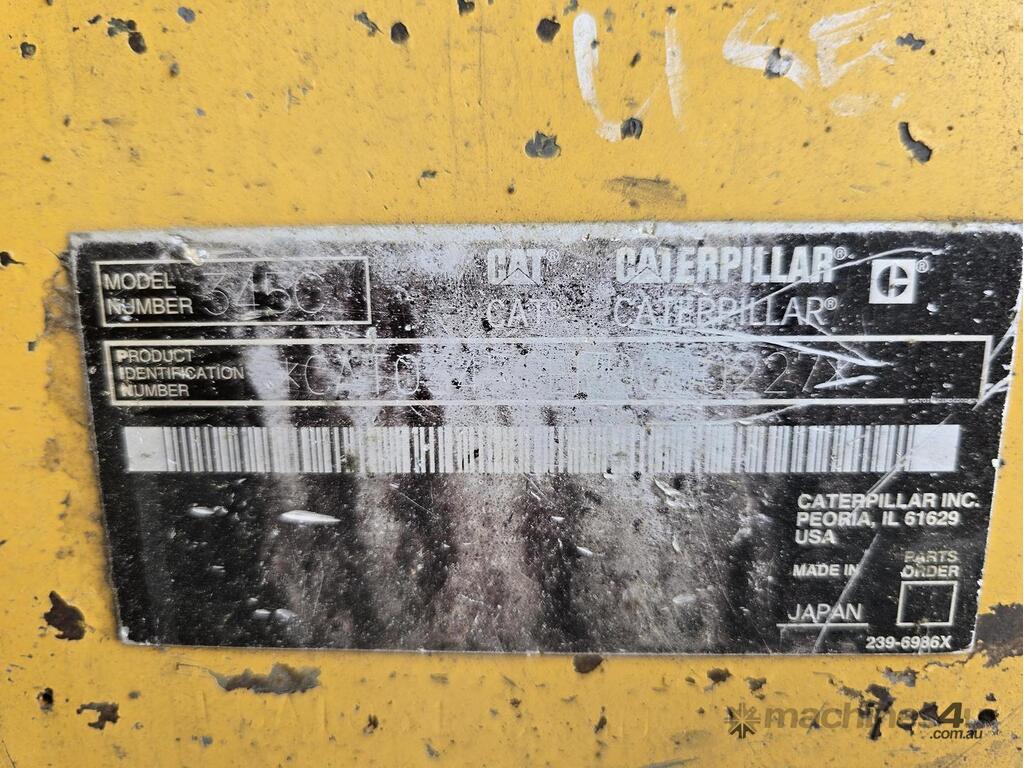 USE
MODEL NUMBER 345C
CAT® CATERPILLAR®
CAT® CATERPILLAR®
PRODUCT
IDENTIFICATION
NUMBER
CATERPILLAR INC.
PEORIA, IL 61629
USA
MADE IN
JAPAN
PARTS
ORDER
239-6986X
machines4u
.com.au